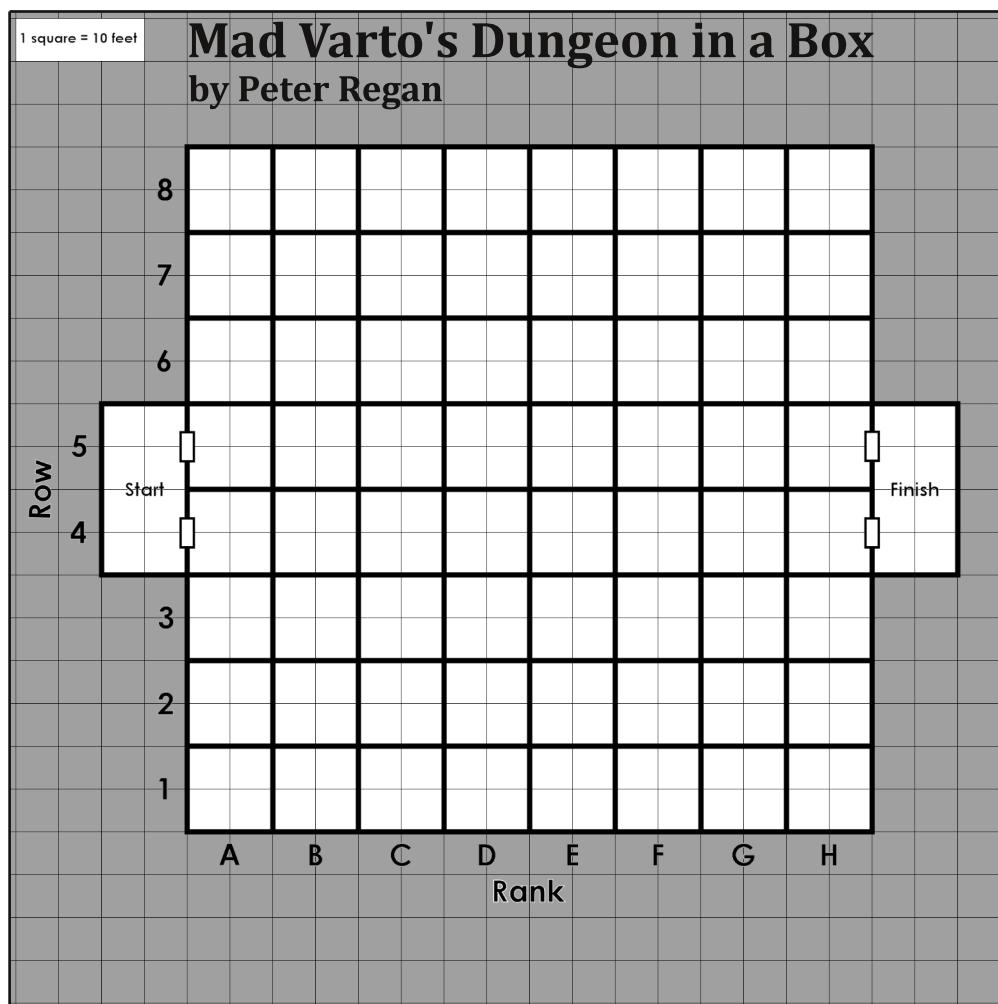 1 square = 10 feet
Mad Varto's Dungeon in a Box
by Peter Regan
8
7
6
5
Row
Start
Finish
4
3
2
1
A B C D E F G H
Rank